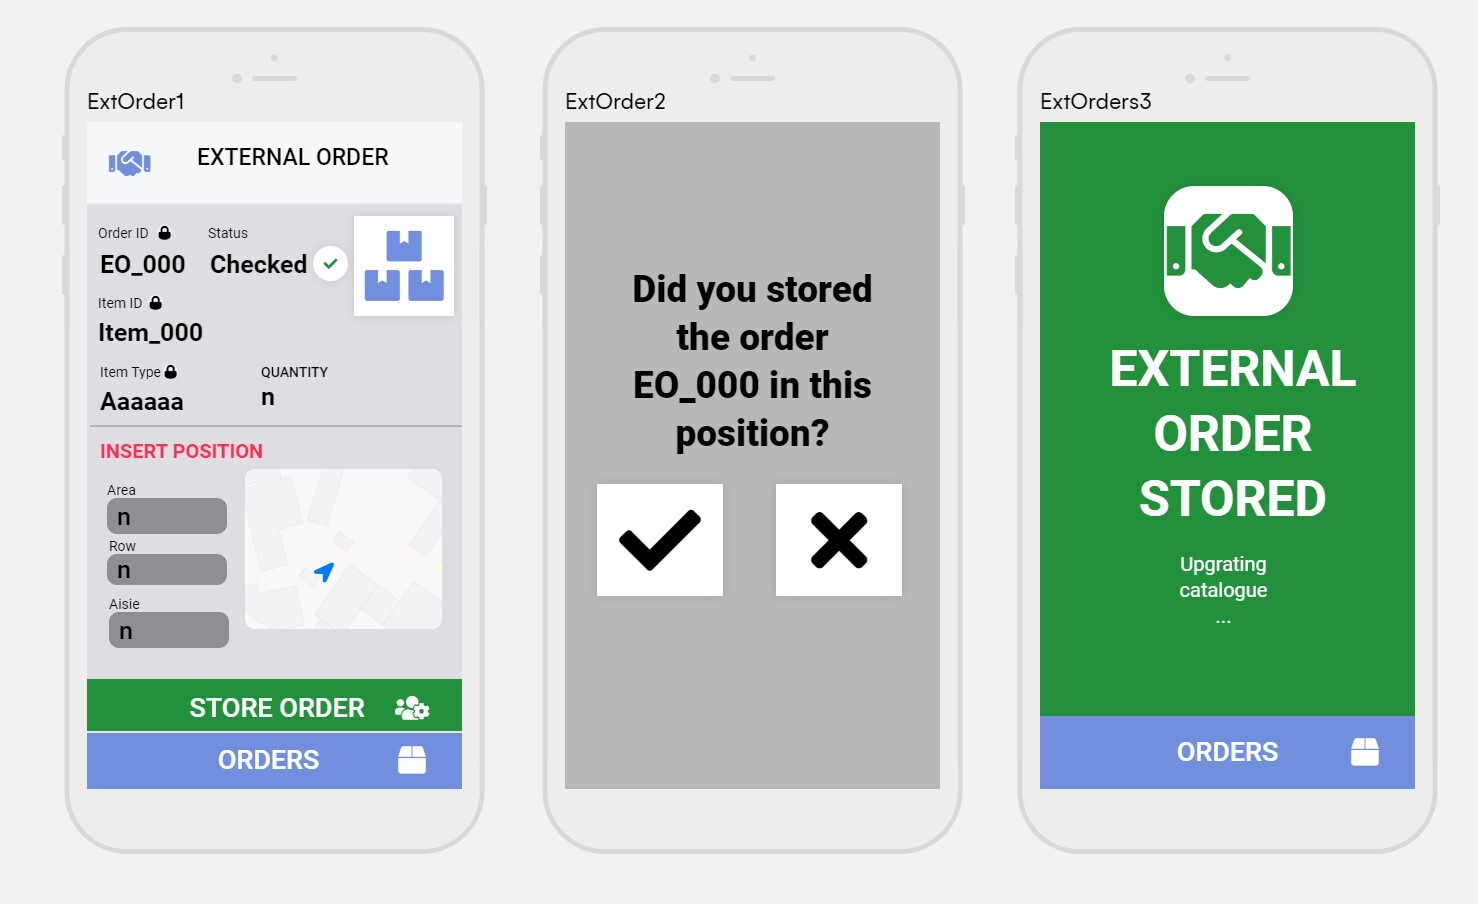 ExtOrder1
EXTERNAL ORDER
Order ID
Status
EO_000
Checked
Item ID
Item_000
Item Type
QUANTITY
Aaaaaa
n
INSERT POSITION
Area
n
Row
n
Aisie
n
STORE ORDER
ORDERS
ExtOrder2
Did you stored
the order
EO_000 in this
position?
ExtOrders3
EXTERNAL
ORDER
STORED
Upgrating
catalogue
...
ORDERS